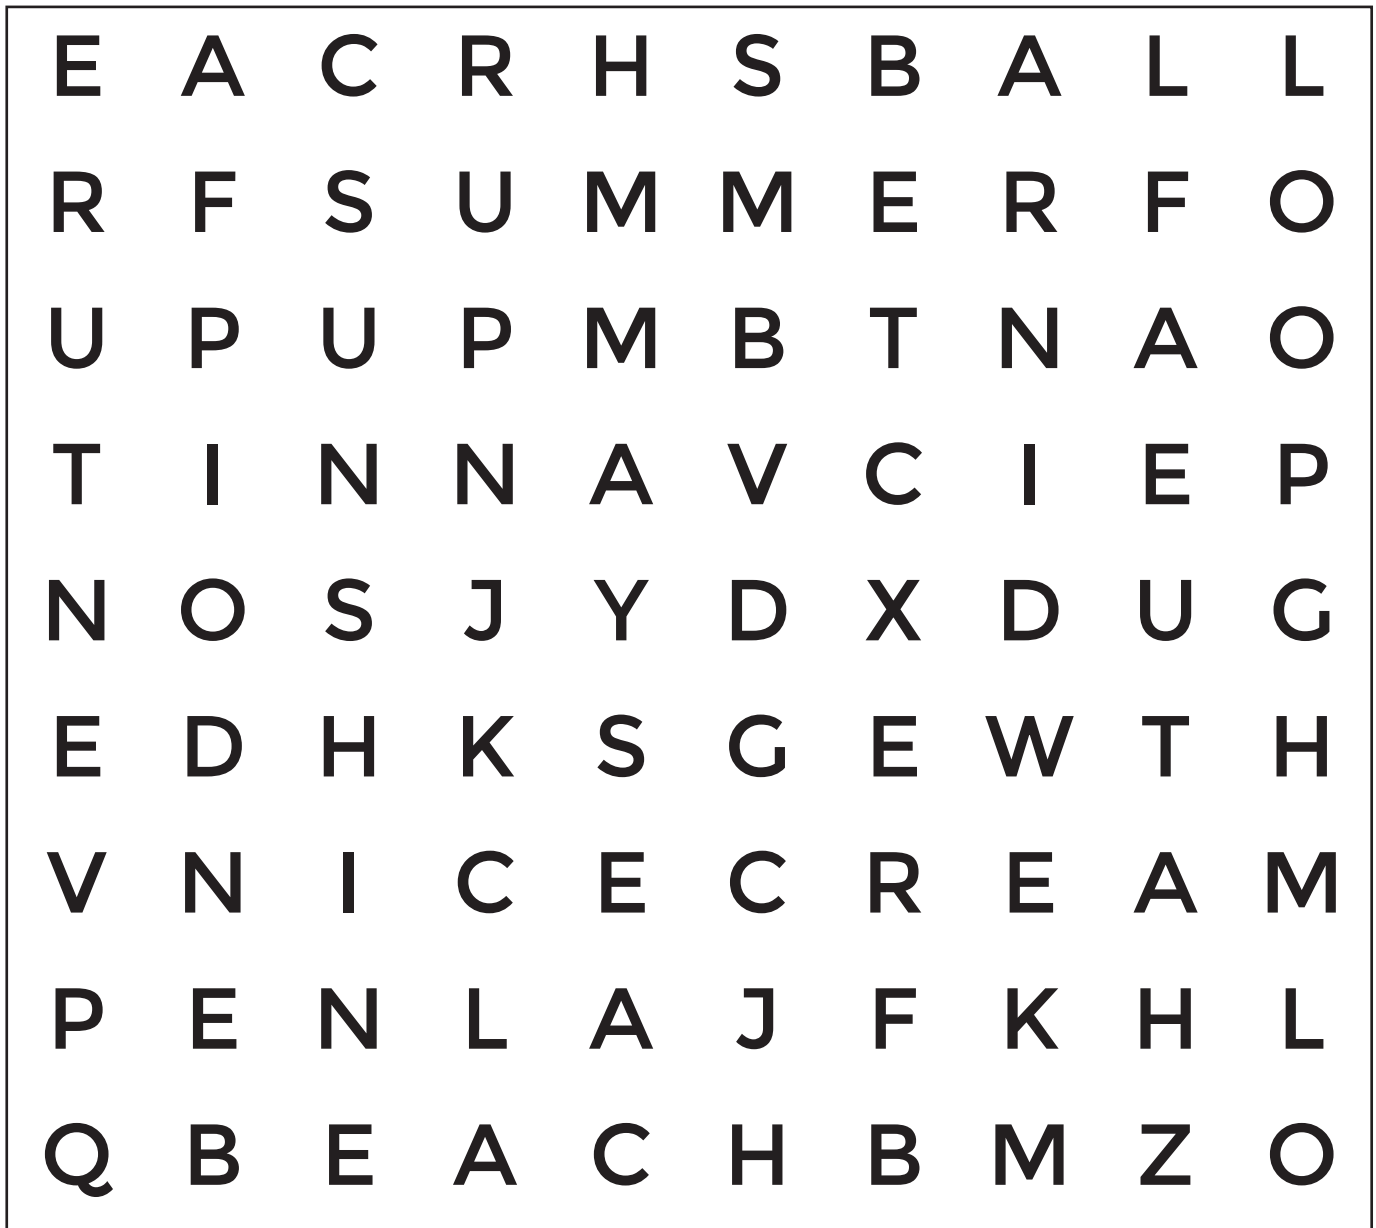 E A C R H S B A L L
R F S U M M E R F O
U P U P M B T N A O
T I N N A V C I E P
N O S J Y D X D U G
E D H K S G E W T H
V N I C E C R E A M
P E N L A J F K H L
Q B E A C H B M Z O